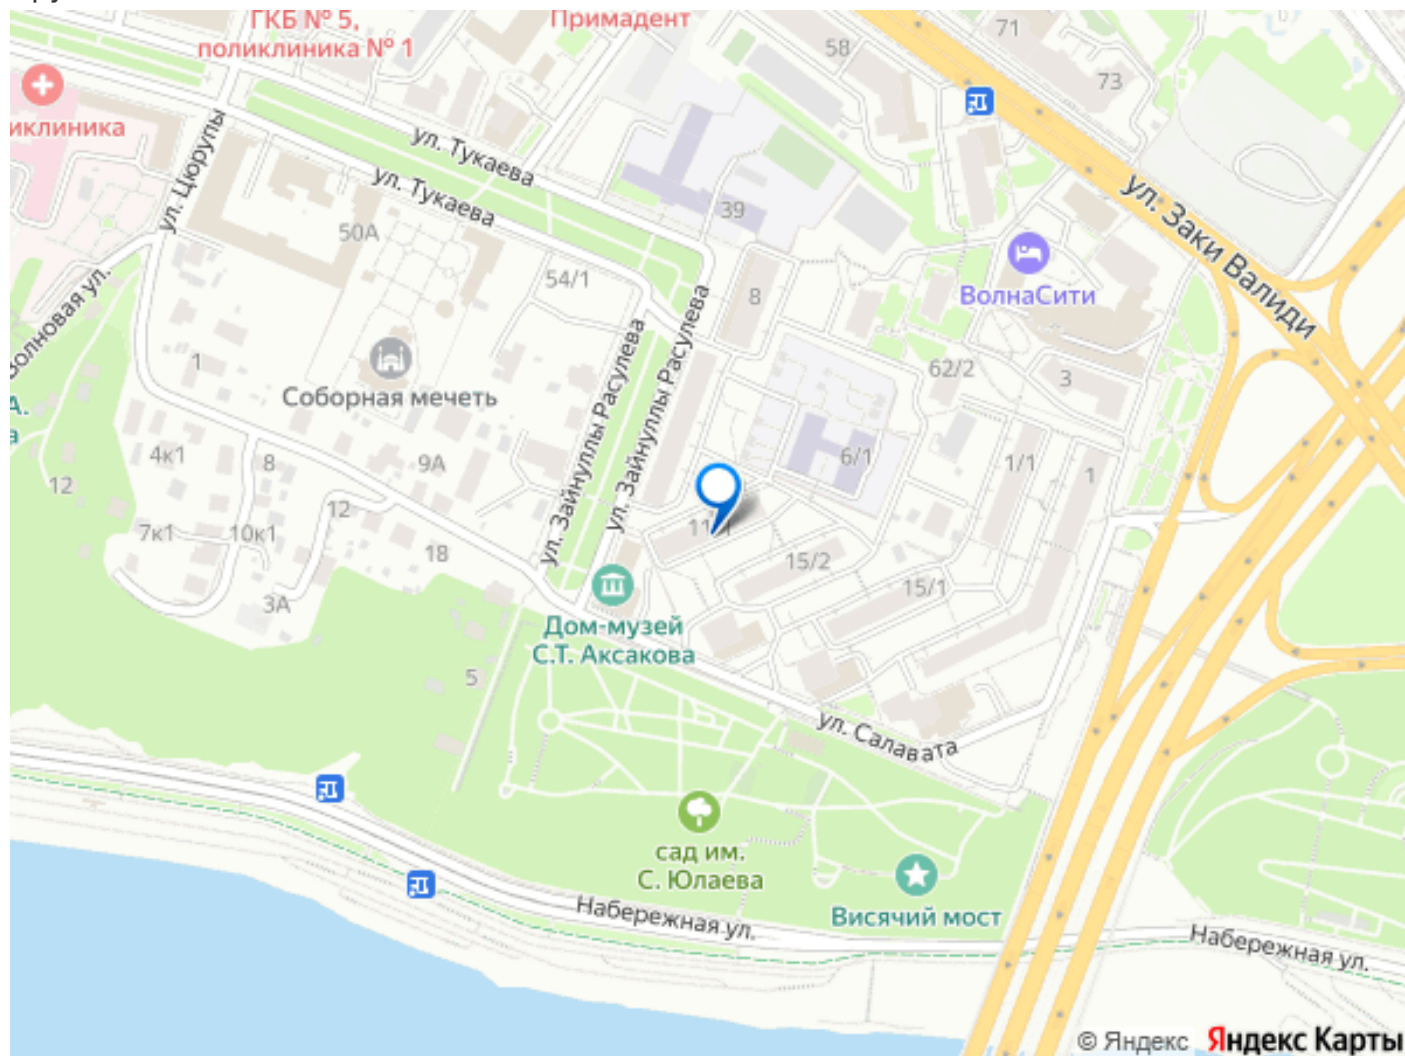 ГКБ № 5,
поликлиника № 1
Примадент
58
71
73
иклиника
ул. Цюрупы
ул. Тукаева
ул. Тукаева
39
ул. Заки Валиди
50А
54/1
8
ВолнаСити
олновая ул.
1
Соборная мечеть
ул. Зайнуллы Расулева
ул. Зайнуллы Расулева
62/2
3
А.
а
4к1
8
9А
6/1
1/1
1
12
12
7к1
10к1
18
15/2
15/1
3А
Дом-музей
С.Т. Аксакова
5
ул. Салавата
сад им.
С. Юлаева
Висячий мост
Набережная ул.
Набережная ул.
© Яндекс Яндекс Карты